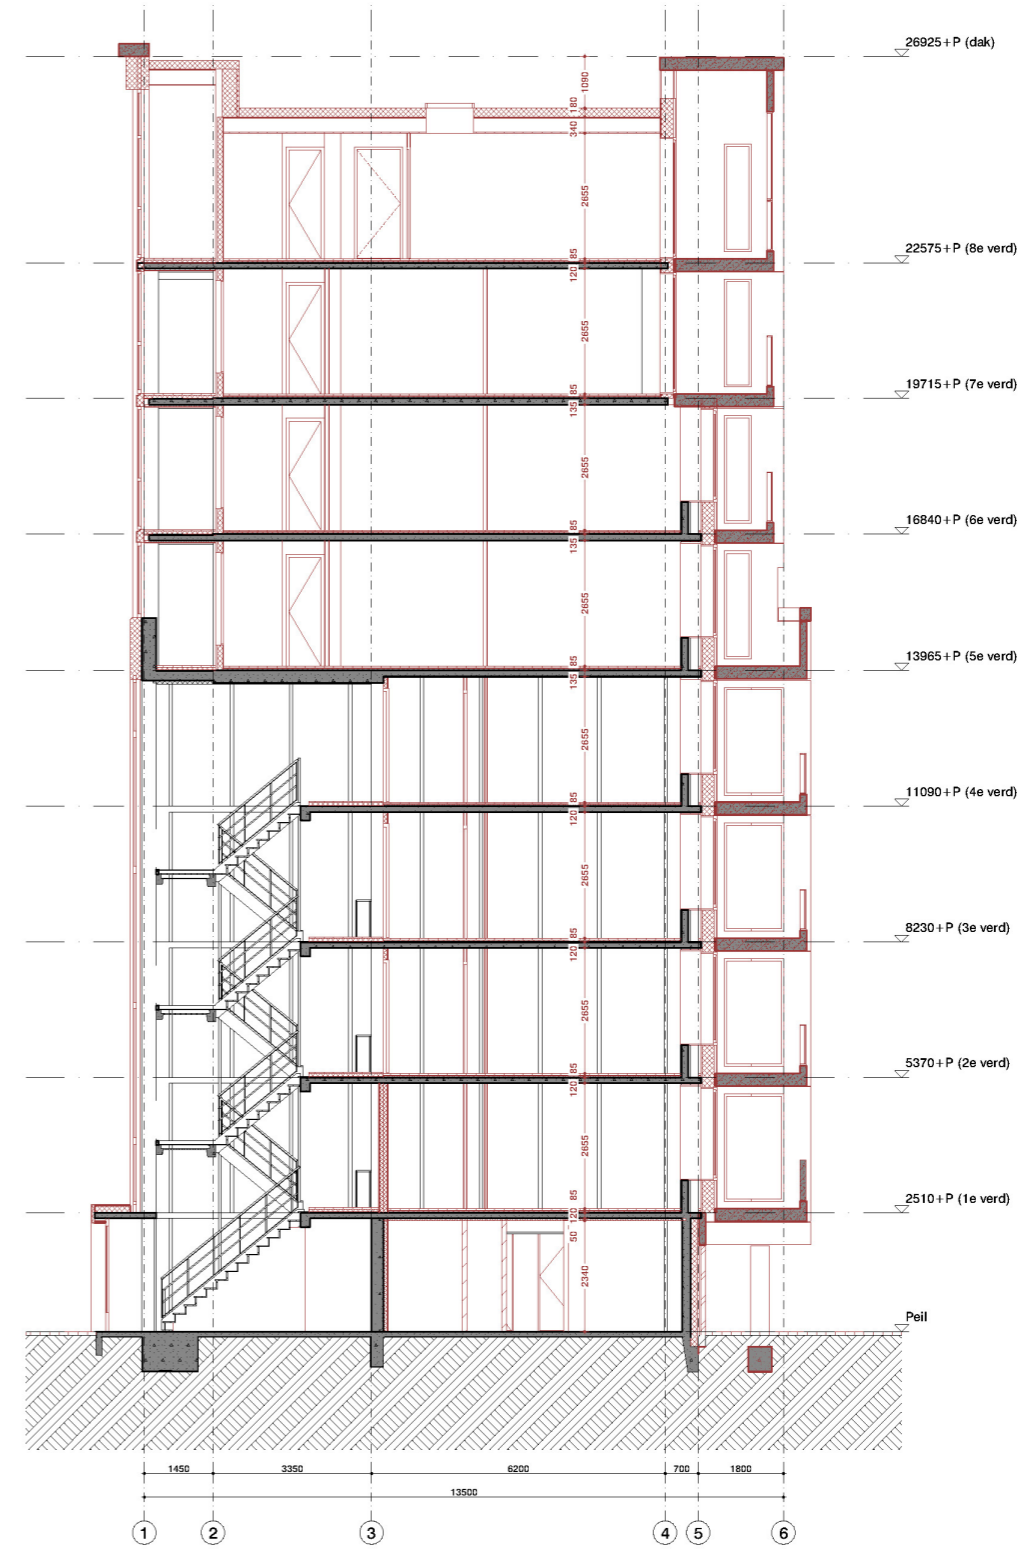 26925+P (dak)
1090
180
340
2655
22575+P (8e verd)
85
120
2655
19715+P (7e verd)
85
135
2655
16840+P (6e verd)
85
135
2655
13965+P (5e verd)
85
135
2655
11090+P (4e verd)
85
120
2655
8230+P (3e verd)
85
120
2655
5370+P (2e verd)
85
120
2655
2510+P (1e verd)
85
120
50
2340
Peil
1450 3350 6200 700 1800
13500
1 2 3 4 5 6